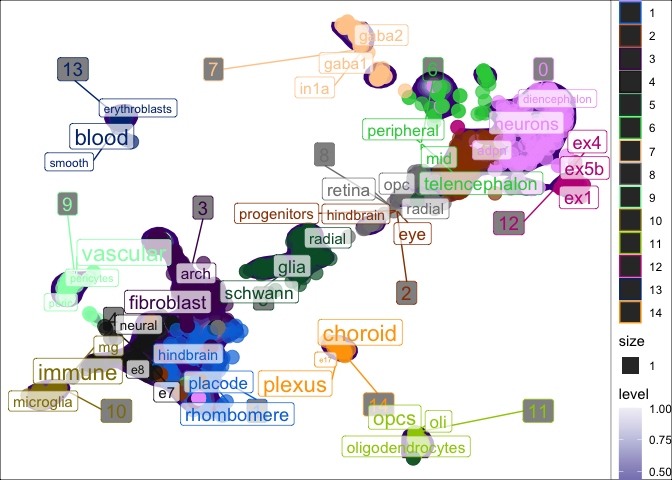 gaba2
13
7
gaba1
6
0
in1a
diencephalon
erythroblasts
neurons
blood
peripheral
ex4
smooth
mid
8
opc
telencephalon
ex5b
retina
ex1
9
3
progenitors
hindbrain
radial
12
eye
radial
vascular
arch
glia
pericytes
schwann
2
fibroblast
neural
choroid
mg
hindbrain
immune
e8
placode
plexus
e7
microglia
10
rhombomere
opcs
oli
11
oligodendrocytes
1
2
3
4
5
6
7
8
9
10
11
12
13
14
size
1
level
1.00
0.75
0.50